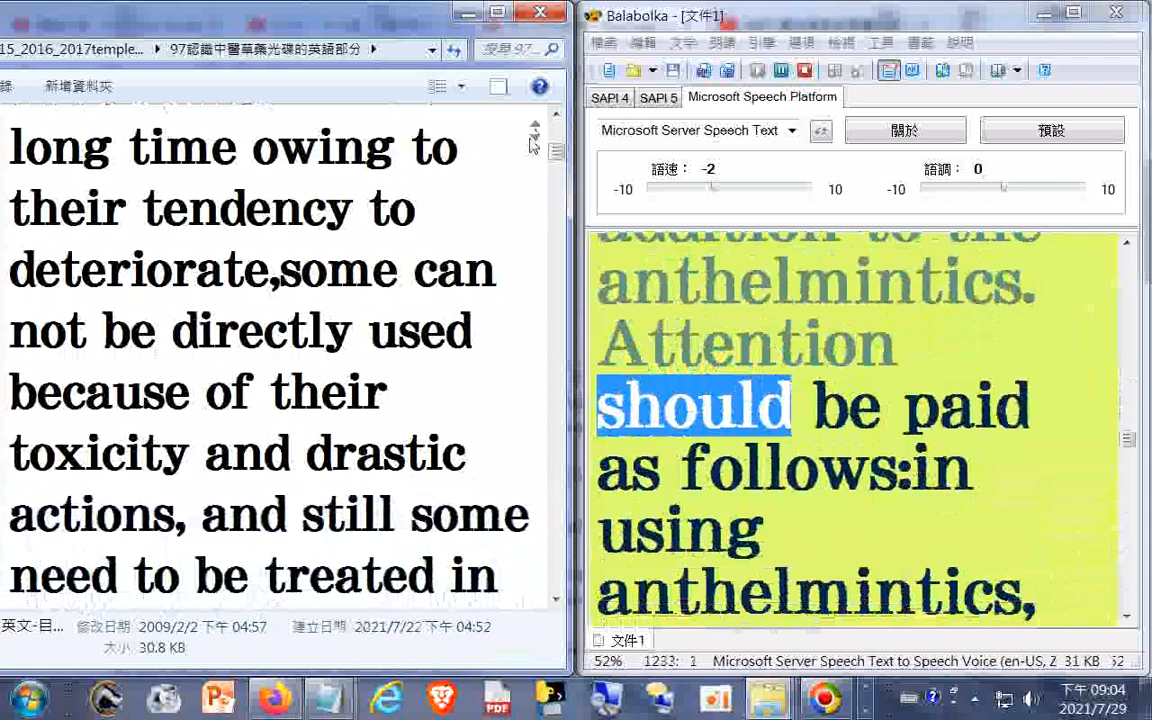 15_2016_2017temple...
97認識中醫草藥光碟的英語部分
搜尋 97...
錄
新增資料夾
long time owing to
their tendency to
deteriorate,some can
not be directly used
because of their
toxicity and drastic
actions, and still some
need to be treated in
英文-目...
修改日期 2009/2/2 下午 04:57
建立日期 2021/7/22 下午 04:52
大小 30.8 KB
Balabolka - [文件1]
檔案 編輯 文字 朗讀 引擎 選項 檢視 工具 書籤 說明
SAPI 4
SAPI 5
Microsoft Speech Platform
Microsoft Server Speech Text
關於
預設
語速： -2
-10
10
語調： 0
-10
10
addition to the
anthelmintics.
Attention
should be paid
as follows:in
using
anthelmintics,
文件1
52%
1233: 1
Microsoft Server Speech Text to Speech Voice (en-US, Z
31 KB
PDF
下午 09:04
2021/7/29